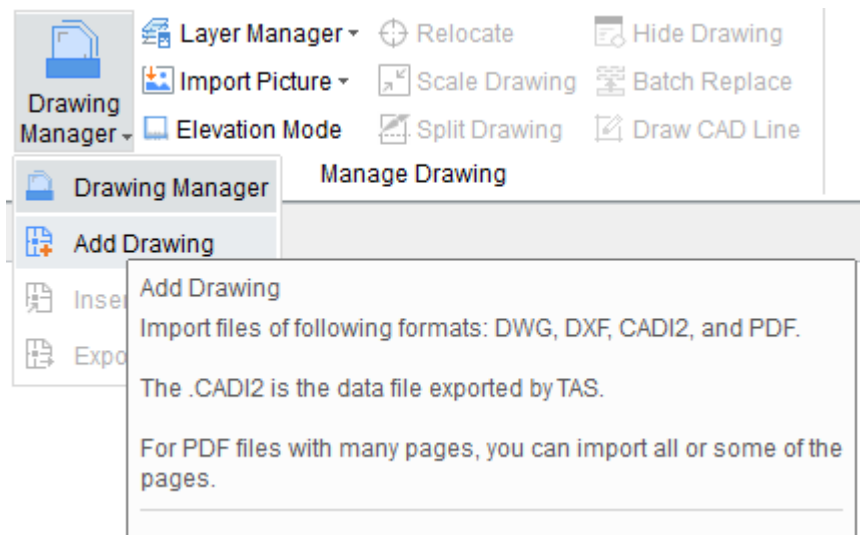 Layer Manager
Relocate
Hide Drawing
Import Picture
Scale Drawing
Batch Replace
Drawing
Manager
Elevation Mode
Split Drawing
Draw CAD Line
Manage Drawing
Drawing Manager
Add Drawing
Add Drawing
Import files of following formats: DWG, DXF, CADI2, and PDF.
The .CADI2 is the data file exported by TAS.
For PDF files with many pages, you can import all or some of the
pages.